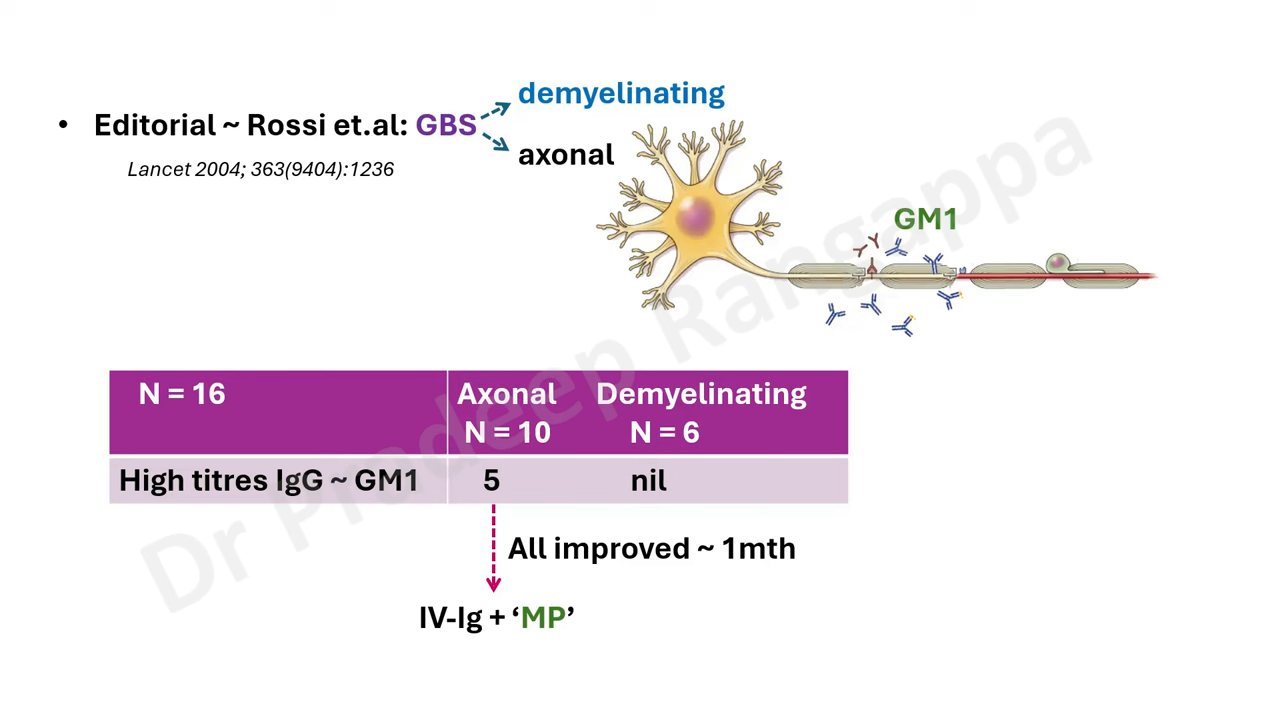 • Editorial ~ Rossi et.al: GBS
demyelinating
axonal
Lancet 2004; 363(9404):1236
GM1
N = 16
Axonal Demyelinating
N = 10 N = 6
High titres IgG ~ GM1 5 nil
All improved ~ 1mth
IV-Ig + ‘MP’
Dr Pradeep Rangappa